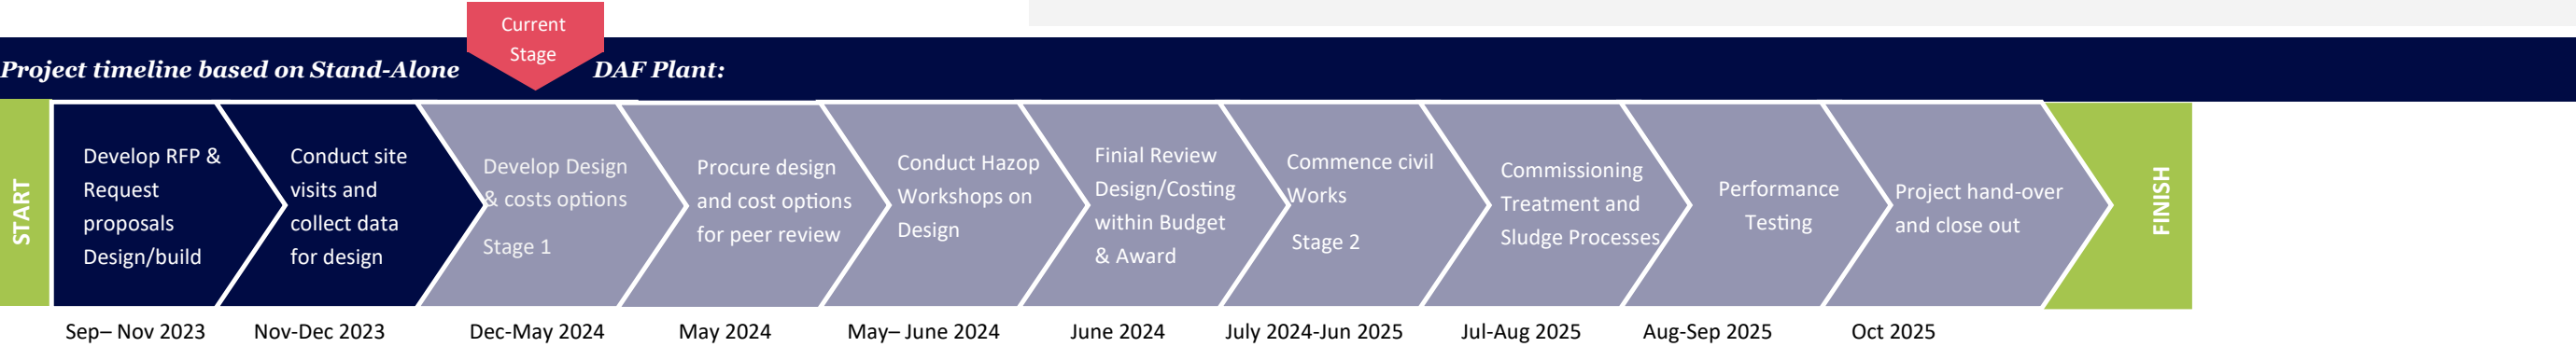 Current
Stage
Project timeline based on Stand-Alone DAF Plant:
START
Develop RFP &
Request
proposals
Design/build
Conduct site
visits and
collect data
for design
Develop Design
& costs options
Stage 1
Procure design
and cost options
for peer review
Conduct Hazop
Workshops on
Design
Finial Review
Design/Costing
within Budget
& Award
Commence civil
Works
Stage 2
Commissioning
Treatment and
Sludge Processes
Performance
Testing
Project hand-over
and close out
FINISH
Sep– Nov 2023
Nov-Dec 2023
Dec-May 2024
May 2024
May– June 2024
June 2024
July 2024-Jun 2025
Jul-Aug 2025
Aug-Sep 2025
Oct 2025